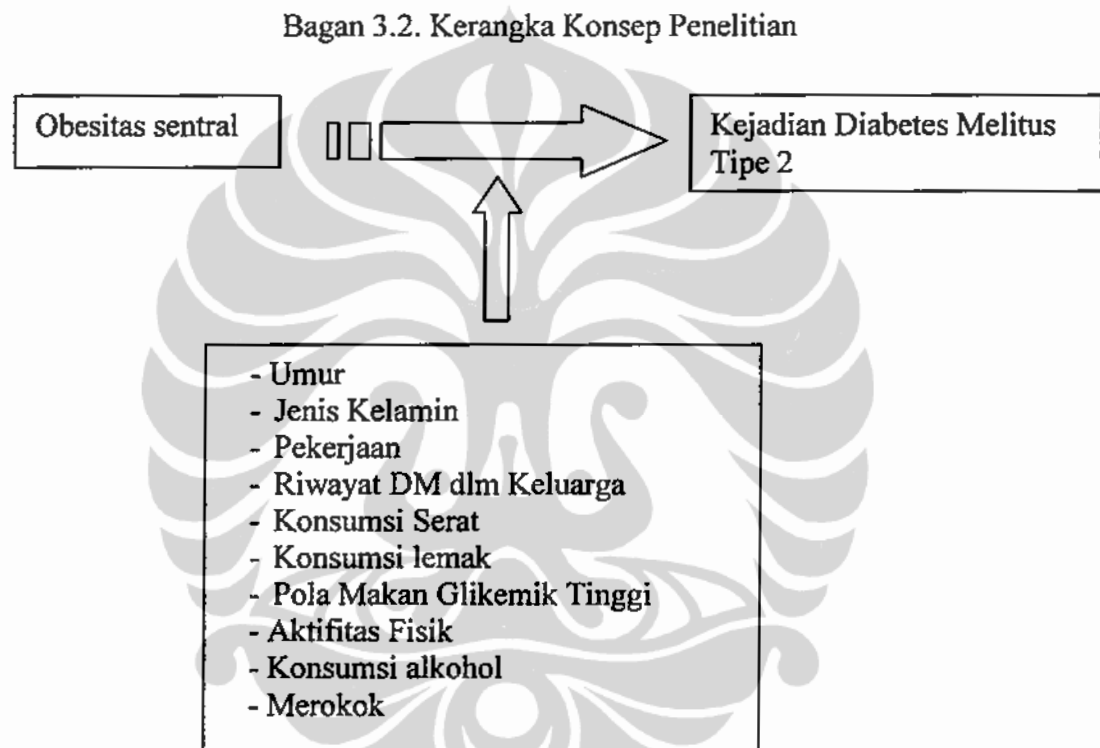 Bagan 3.2. Kerangka Konsep Penelitian
Obesitas sentral
Kejadian Diabetes Melitus
Tipe 2
- Umur
- Jenis Kelamin
- Pekerjaan
- Riwayat DM dlm Keluarga
- Konsumsi Serat
- Konsumsi lemak
- Pola Makan Glikemik Tinggi
- Aktifitas Fisik
- Konsumsi alkohol
- Merokok